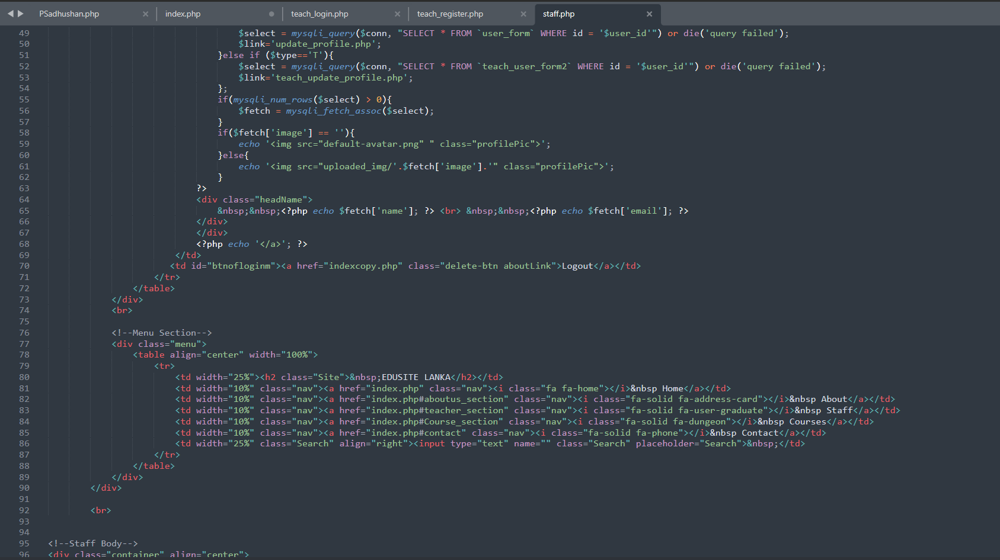 PSadhushan.php × index.php teach_login.php × teach_register.php × staff.php ×
49 $select = mysqli_query($conn, "SELECT * FROM `user_form` WHERE id = '$user_id'") or die('query failed');
50 $link='update_profile.php';
51 }else if ($type=='T'){
52 $select = mysqli_query($conn, "SELECT * FROM `teach_user_form2` WHERE id = '$user_id'") or die('query failed');
53 $link='teach_update_profile.php';
54 };
55 if(mysqli_num_rows($select) > 0){
56 $fetch = mysqli_fetch_assoc($select);
57 }
58 if($fetch['image'] == ''){
59 echo '<img src="default-avatar.png" " class="profilePic">';
60 }else{
61 echo '<img src="uploaded_img/'.$fetch['image'].'" class="profilePic">';
62 }
63 ?>
64 <div class="headName">
65 &nbsp;&nbsp;<?php echo $fetch['name']; ?> <br> &nbsp;&nbsp;<?php echo $fetch['email']; ?>
66 </div>
67 </div>
68 <?php echo '</a>'; ?>
69 </td>
70 <td id="btnofloginm"><a href="indexcopy.php" class="delete-btn aboutLink">Logout</a></td>
71 </tr>
72 </table>
73 </div>
74 <br>
75
76 <!--Menu Section-->
77 <div class="menu">
78 <table align="center" width="100%">
79 <tr>
80 <td width="25%"><h2 class="Site">&nbsp;EDUSITE LANKA</h2></td>
81 <td width="10%" class="nav"><a href="index.php" class="nav"><i class="fa fa-home"></i>&nbsp Home</a></td>
82 <td width="10%" class="nav"><a href="index.php#aboutus_section" class="nav"><i class="fa-solid fa-address-card"></i>&nbsp About</a></td>
83 <td width="10%" class="nav"><a href="index.php#teacher_section" class="nav"><i class="fa-solid fa-user-graduate"></i>&nbsp Staff</a></td>
84 <td width="10%" class="nav"><a href="index.php#Course_section" class="nav"><i class="fa-solid fa-dungeon"></i>&nbsp Courses</a></td>
85 <td width="10%" class="nav"><a href="index.php#contact" class="nav"><i class="fa-solid fa-phone"></i>&nbsp Contact</a></td>
86 <td width="25%" class="Search" align="right"><input type="text" name="" class="Search" placeholder="Search">&nbsp;</td>
87 </tr>
88 </table>
89 </div>
90 </div>
91
92 <br>
93
94
95 <!--Staff Body-->
96 <div class="container" align="center">